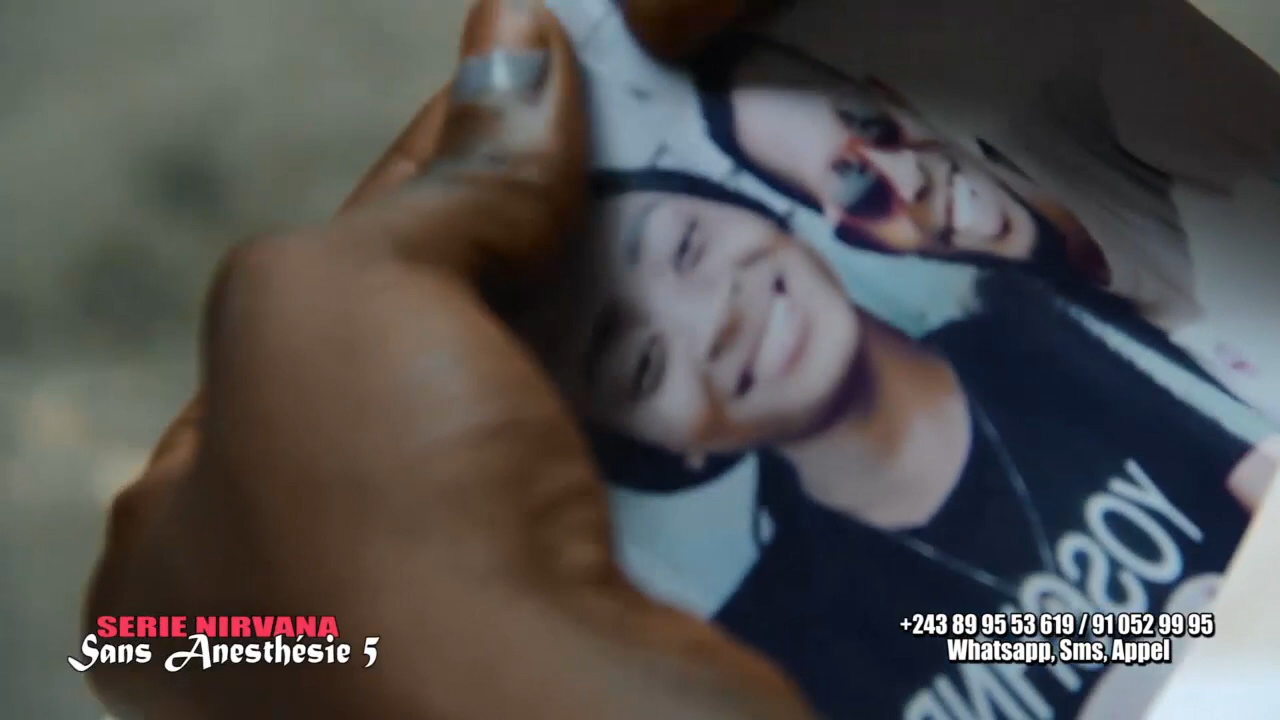 SERIE NIRVANA
Sans Anesthésie 5
+243 89 95 53 619 / 91 052 99 95
Whatsapp, Sms, Appel